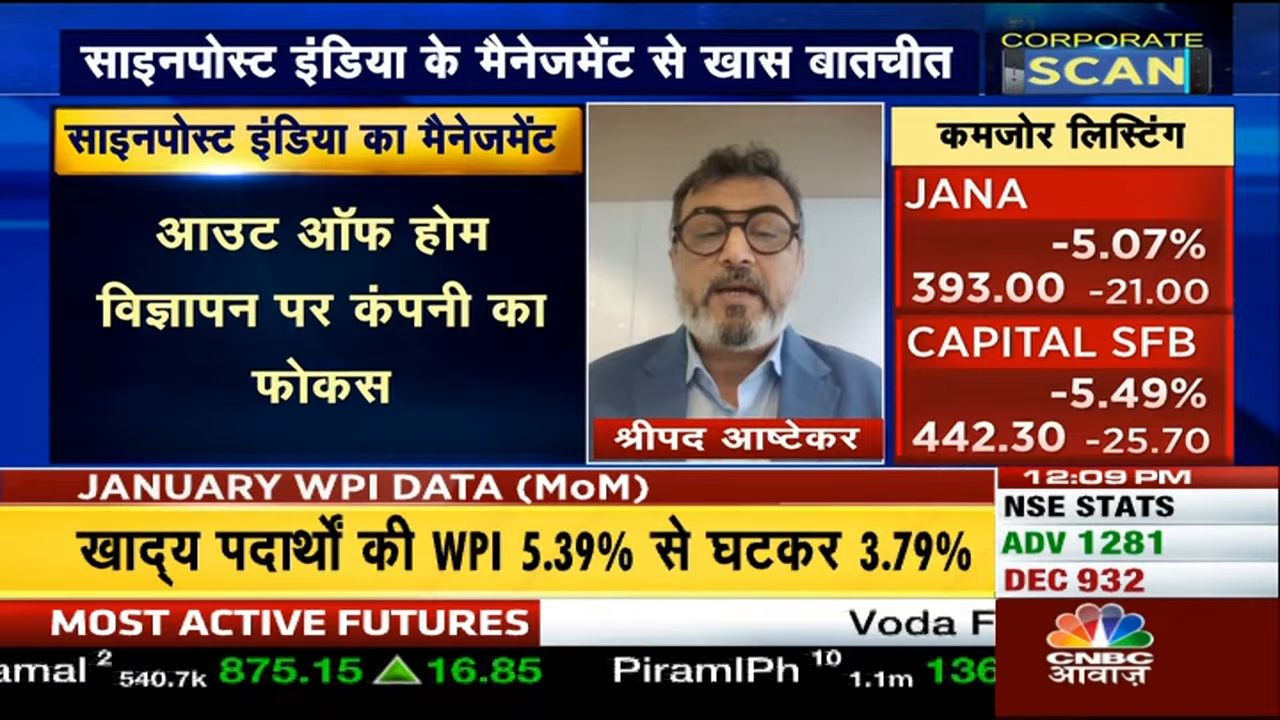 साइनपोस्ट इंडिया के मैनेजमेंट से खास बातचीत
CORPORATE
SCAN
साइनपोस्ट इंडिया का मैनेजमेंट
आउट ऑफ होम
विज्ञापन पर कंपनी का
फोकस
श्रीपद आष्टेकर
कमजोर लिस्टिंग
JANA
-5.07%
393.00 -21.00
CAPITAL SFB
-5.49%
442.30 -25.70
JANUARY WPI DATA (MoM)
खाद्य पदार्थों की WPI 5.39% से घटकर 3.79%
12:09 PM
NSE STATS
ADV 1281
DEC 932
MOST ACTIVE FUTURES
Voda F
amal 2 540.7k 875.15 ▲ 16.85 PiramlPh 10 1.1m 136
CNBC
आवाज़